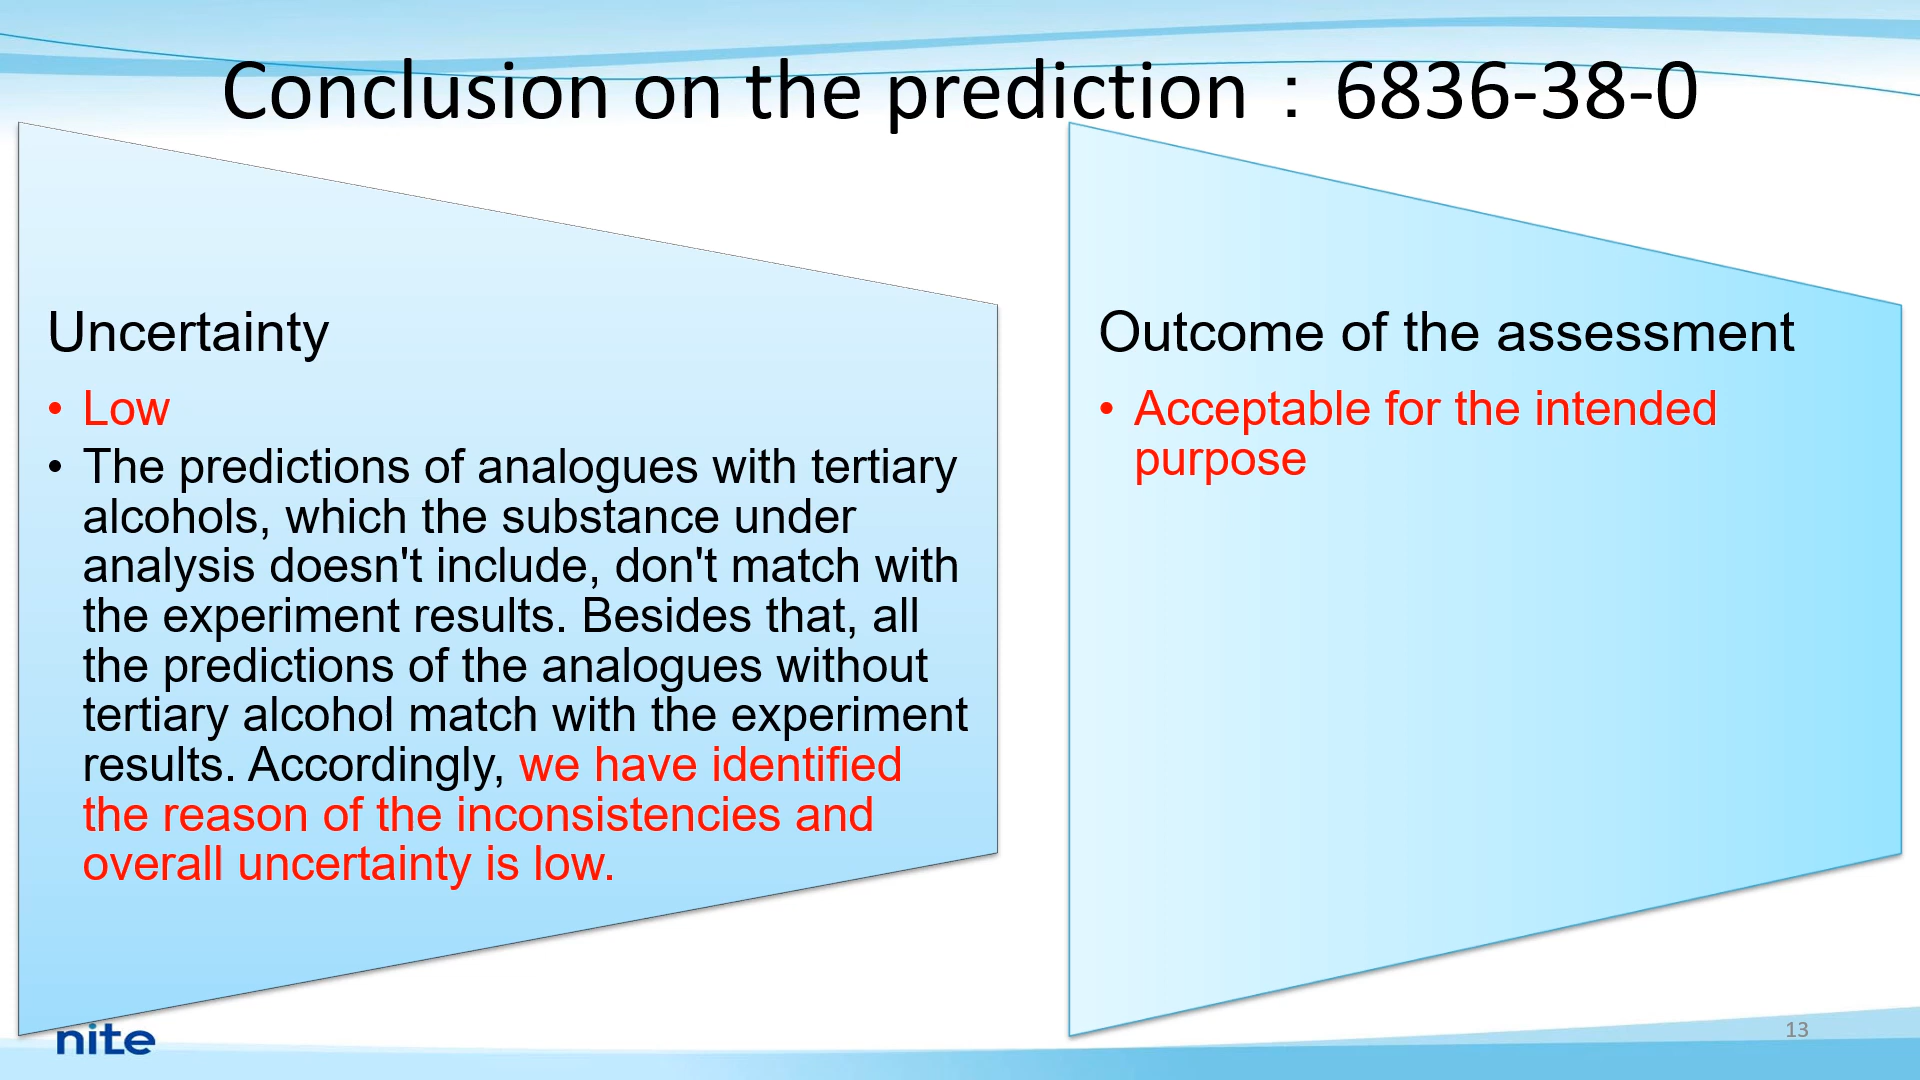 Conclusion on the prediction：6836-38-0
Uncertainty
• Low
• The predictions of analogues with tertiary
alcohols, which the substance under
analysis doesn't include, don't match with
the experiment results. Besides that, all
the predictions of the analogues without
tertiary alcohol match with the experiment
results. Accordingly, we have identified
the reason of the inconsistencies and
overall uncertainty is low.
Outcome of the assessment
• Acceptable for the intended
purpose
nite
13